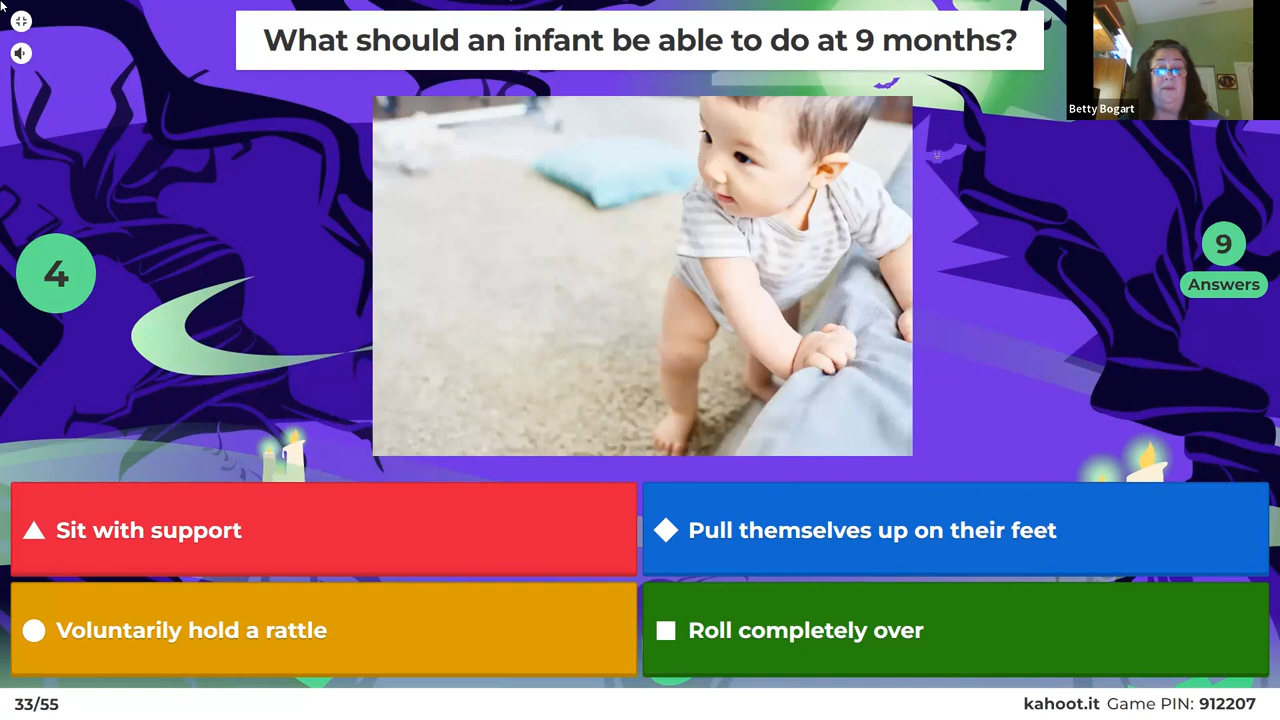 What should an infant be able to do at 9 months?
Betty Bogart
4
9
Answers
Sit with support
Pull themselves up on their feet
Voluntarily hold a rattle
Roll completely over
33/55
kahoot.it Game PIN: 912207